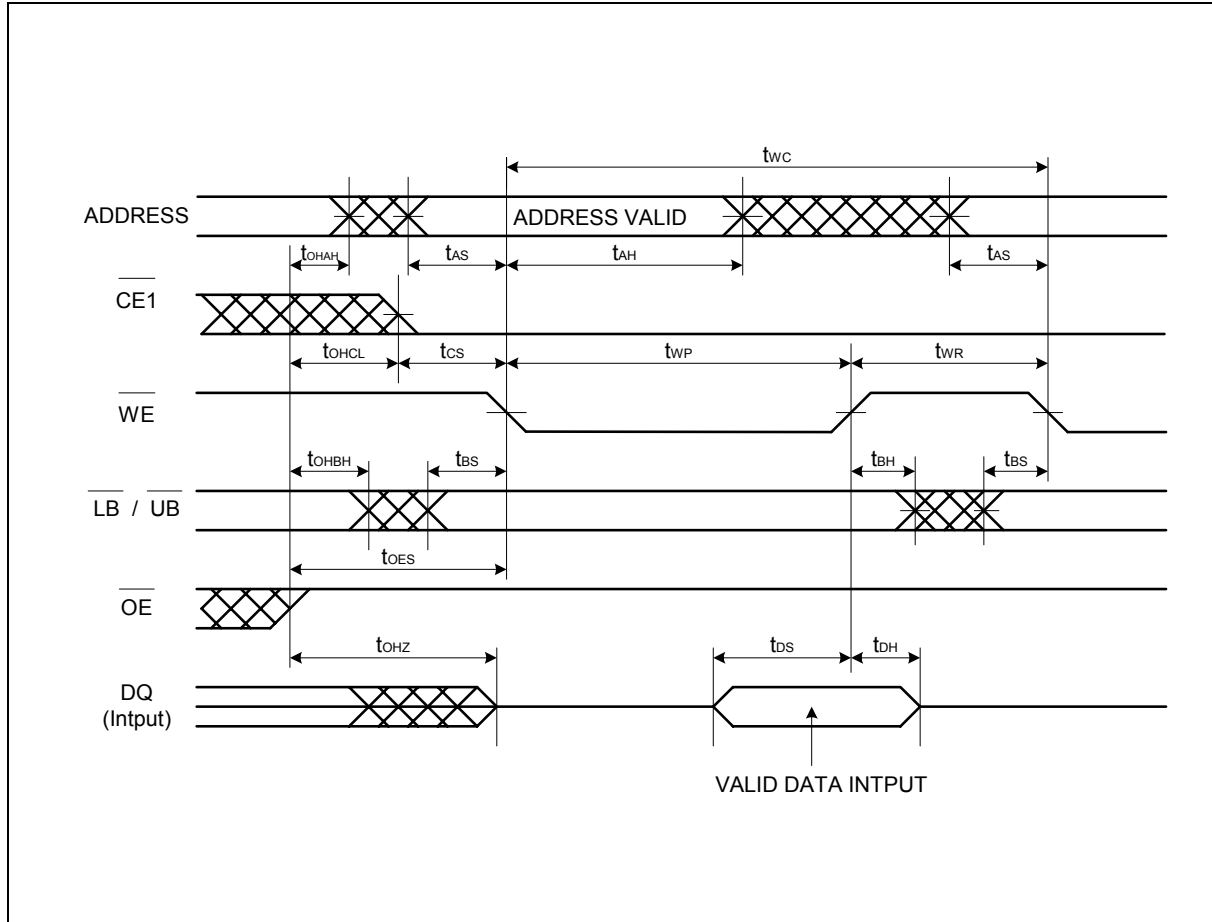 tWC
ADDRESS
ADDRESS VALID
tOHAH
tAS
tAH
tAS
CE1
tOHCL
tCS
tWP
tWR
WE
tOHBH
tBS
tBH
tBS
LB / UB
tOES
OE
tOHZ
tDS
tDH
DQ
(Intput)
VALID DATA INTPUT